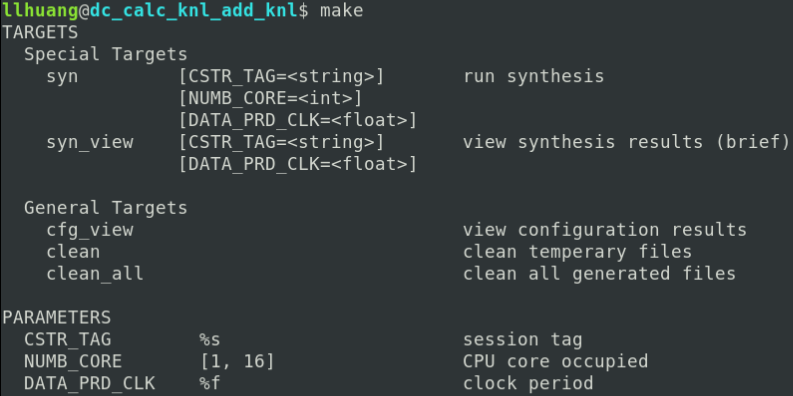 llhuang@dc_calc_knl_add_knl$ make
TARGETS
  Special Targets
    syn         [CSTR_TAG=<string>]       run synthesis
                [NUMB_CORE=<int>]
                [DATA_PRD_CLK=<float>]
    syn_view    [CSTR_TAG=<string>]       view synthesis results (brief)
                [DATA_PRD_CLK=<float>]
  General Targets
    cfg_view                              view configuration results
    clean                                 clean temperary files
    clean_all                             clean all generated files
PARAMETERS
  CSTR_TAG        %s                      session tag
  NUMB_CORE       [1, 16]                 CPU core occupied
  DATA_PRD_CLK    %f                      clock period